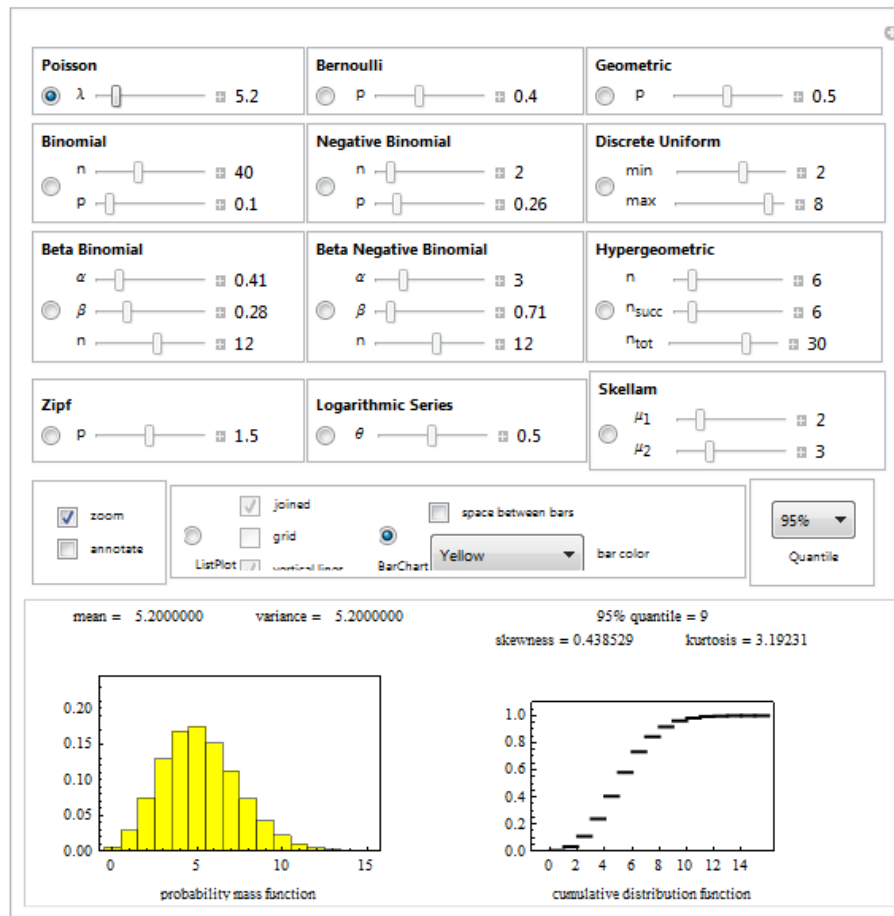 Poisson
λ 5.2
Bernoulli
p 0.4
Geometric
p 0.5
Binomial
n 40
p 0.1
Negative Binomial
n 2
p 0.26
Discrete Uniform
min 2
max 8
Beta Binomial
α 0.41
β 0.28
n 12
Beta Negative Binomial
α 3
β 0.71
n 12
Hypergeometric
n 6
nsucc 6
ntot 30
Zipf
p 1.5
Logarithmic Series
θ 0.5
Skellam
μ1 2
μ2 3
zoom
annotate
ListPlot
joined
grid
vertical lines
BarChart
space between bars
Yellow bar color
95%
Quantile
mean = 5.2000000 variance = 5.2000000 95% quantile = 9
skewness = 0.438529 kurtosis = 3.19231
0.20
0.15
0.10
0.05
0.00
0 5 10 15
probability mass function
1.0
0.8
0.6
0.4
0.2
0.0
0 2 4 6 8 10 12 14
cumulative distribution function